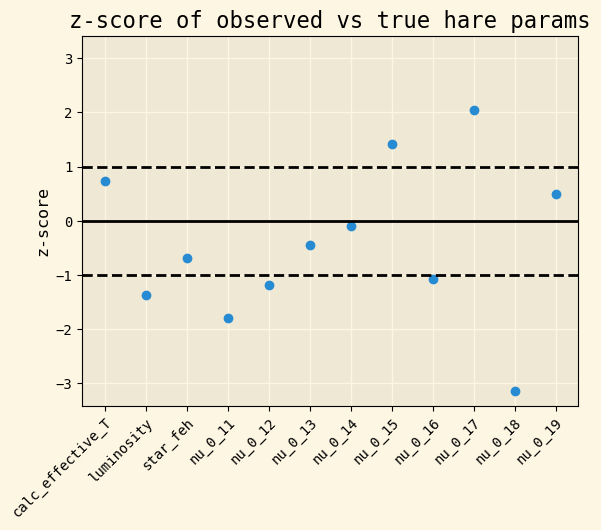 z-score of observed vs true hare params
z-score
3
2
1
0
−1
−2
−3
calc_effective_T
luminosity
star_feh
nu_0_11
nu_0_12
nu_0_13
nu_0_14
nu_0_15
nu_0_16
nu_0_17
nu_0_18
nu_0_19